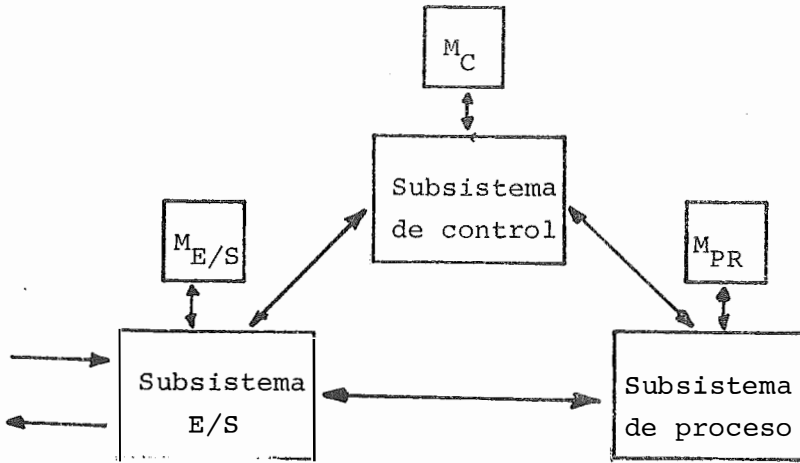 M_C
Subsistema
de control
M_E/S
M_PR
Subsistema
E/S
Subsistema
de proceso